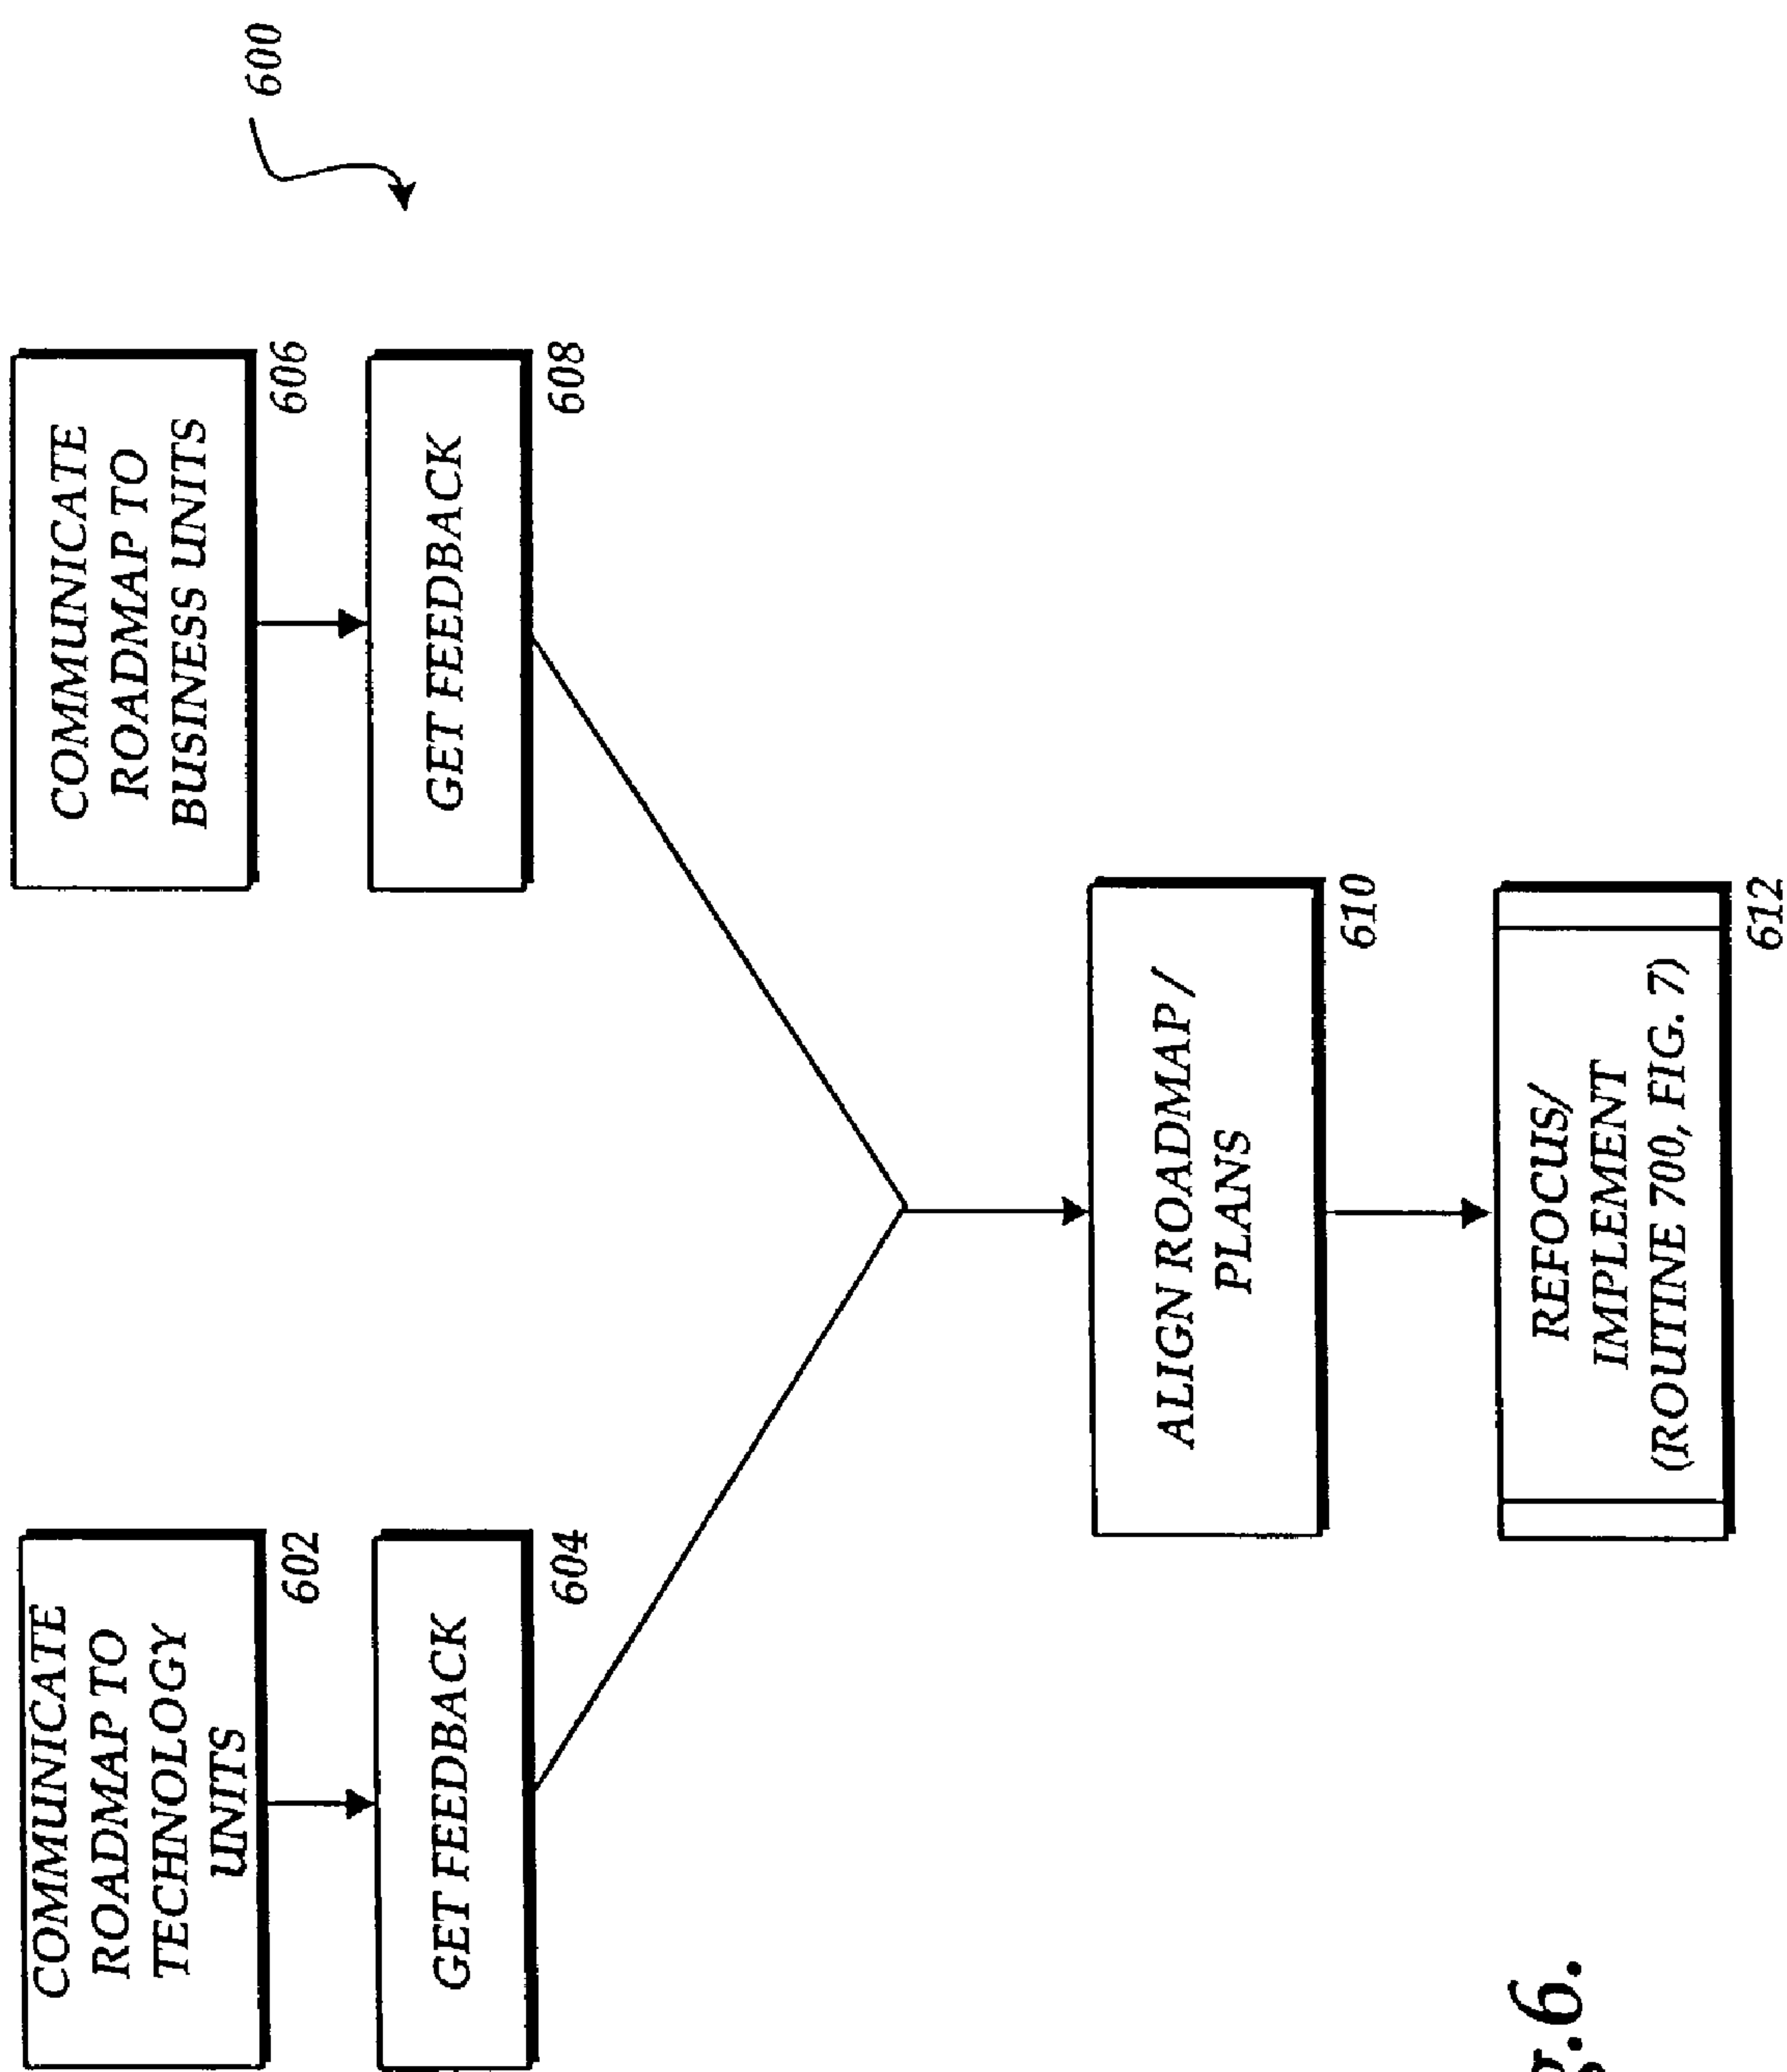 600
COMMUNICATE
ROADMAP TO
TECHNOLOGY
UNITS
602
GET FEEDBACK
604
COMMUNICATE
ROADMAP TO
BUSINESS UNITS
606
GET FEEDBACK
608
ALIGN ROADMAP /
PLANS
610
REFOCUS/
IMPLEMENT
(ROUTINE 700, FIG. 7)
612
g.6.